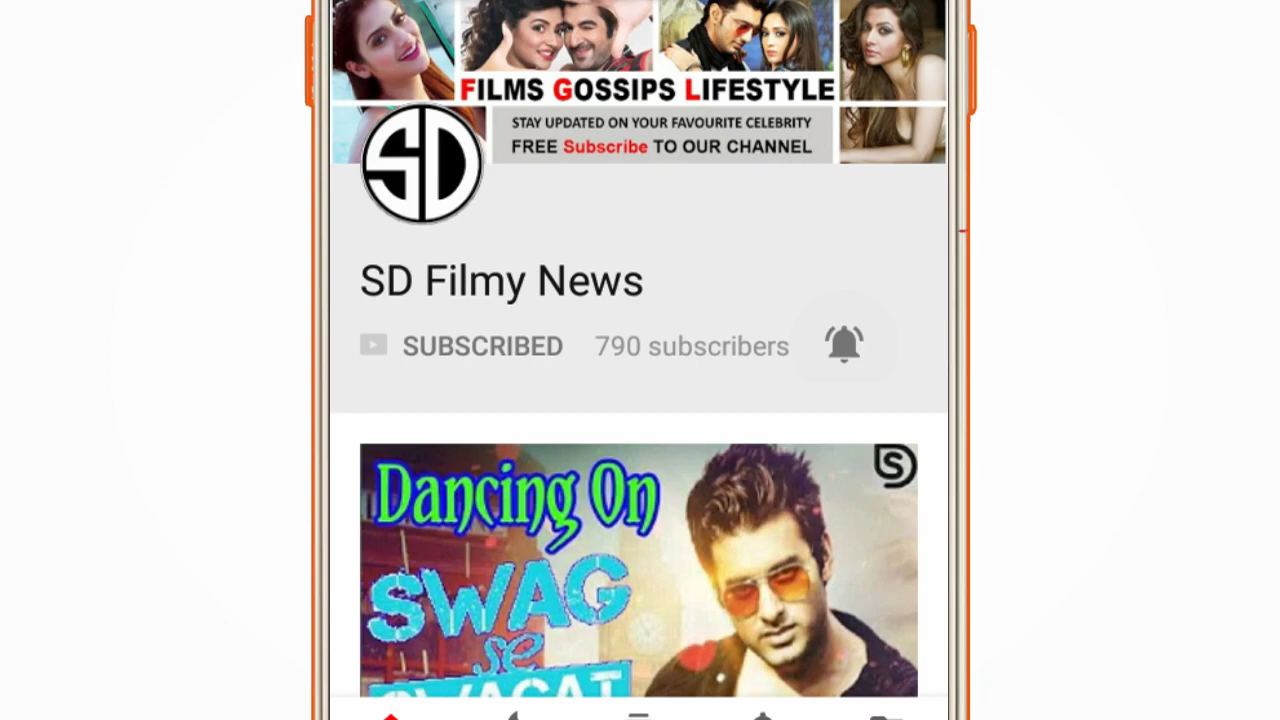 FILMS GOSSIPS LIFESTYLE
STAY UPDATED ON YOUR FAVOURITE CELEBRITY
FREE Subscribe TO OUR CHANNEL
SD
SD Filmy News
SUBSCRIBED 790 subscribers
Dancing On
SWAG
se
SWAGAT